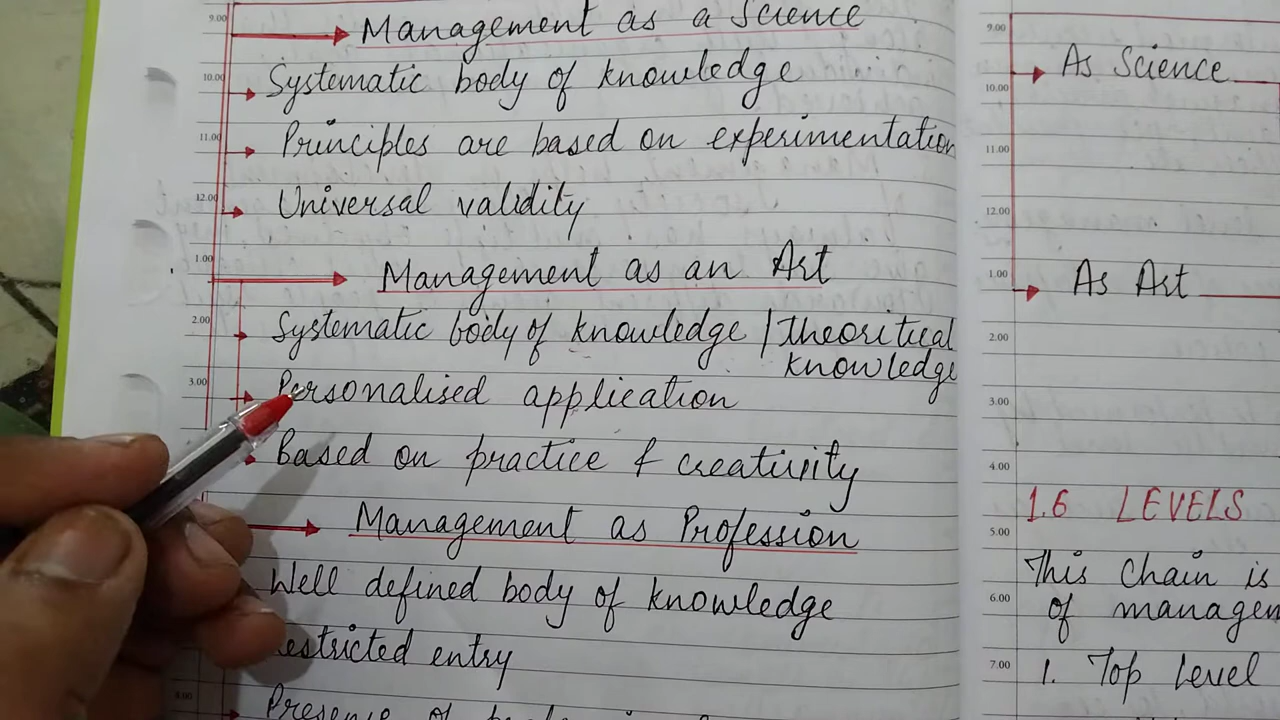 9.00
Management as a Science
10.00
Systematic body of knowledge
11.00
Principles are based on experimentation
12.00
Universal validity
1.00
Management as an Art
2.00
Systematic body of knowledge / Theoritical
knowledge
3.00
Personalised application
Based on practice & creativity
Management as Profession
Well defined body of knowledge
estricted entry
8.00
Presence of
9.00
As Science
10.00
11.00
12.00
1.00
As Art
2.00
3.00
4.00
1.6 LEVELS
5.00
This Chain is
6.00
of managem
7.00
1. Top Level